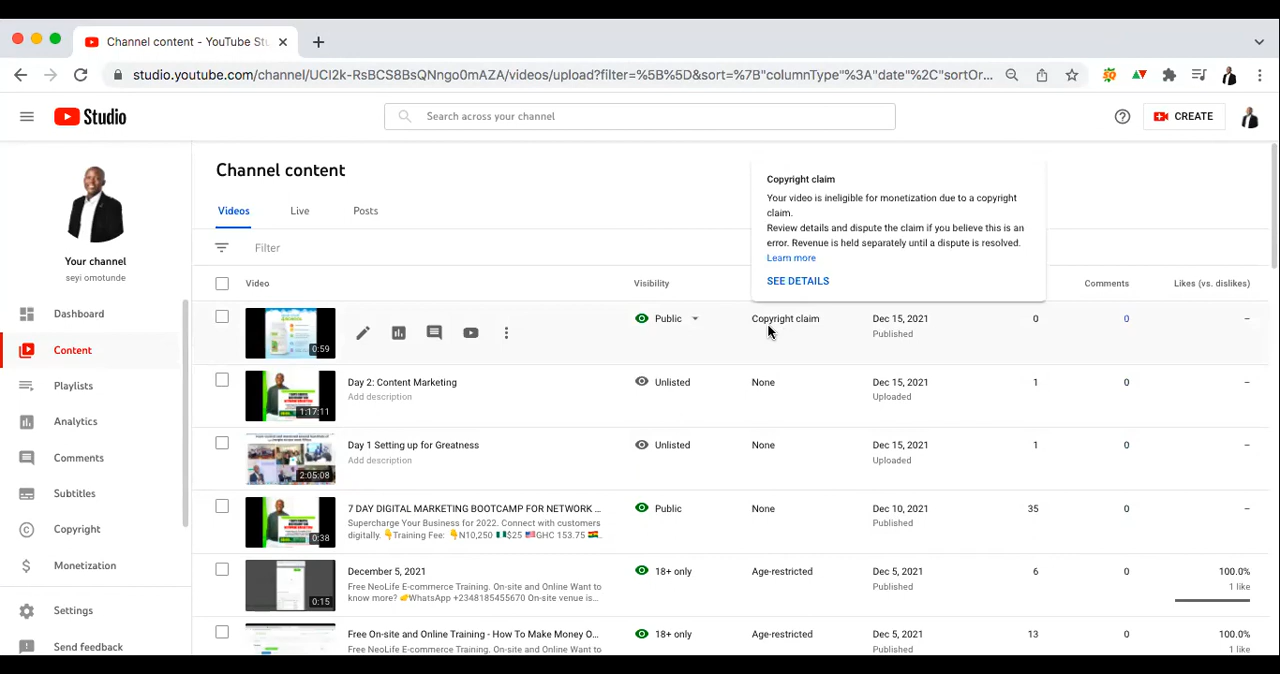 Channel content - YouTube Stu
studio.youtube.com/channel/UCI2k-RsBCS8BsQNngo0mAZA/videos/upload?filter=%5B%5D&sort=%7B"columnType"%3A"date"%2C"sortOr...
Studio
Search across your channel
CREATE
Your channel
seyi omotunde
Dashboard
Content
Playlists
Analytics
Comments
Subtitles
Copyright
Monetization
Settings
Send feedback
Channel content
Videos
Live
Posts
Filter
Copyright claim
Your video is ineligible for monetization due to a copyright
claim.
Review details and dispute the claim if you believe this is an
error. Revenue is held separately until a dispute is resolved.
Learn more
SEE DETAILS
Video
Visibility
Comments
Likes (vs. dislikes)
0:59
Public
Copyright claim
Dec 15, 2021
Published
0
0
–
1:17:11
Day 2: Content Marketing
Add description
Unlisted
None
Dec 15, 2021
Uploaded
1
0
–
2:05:08
Day 1 Setting up for Greatness
Add description
Unlisted
None
Dec 15, 2021
Uploaded
1
0
–
0:38
7 DAY DIGITAL MARKETING BOOTCAMP FOR NETWORK ...
Supercharge Your Business for 2022. Connect with customers
digitally. 👇Training Fee: 👇N10,250 🇳🇬$25 🇺🇸GHC 153.75 🇬🇭...
Public
None
Dec 10, 2021
Published
35
0
–
0:15
December 5, 2021
Free NeoLife E-commerce Training. On-site and Online Want to
know more? 👉WhatsApp +2348185455670 On-site venue is...
18+ only
Age-restricted
Dec 5, 2021
Published
6
0
100.0%
1 like
Free On-site and Online Training - How To Make Money O...
Free NeoLife E-commerce Training. On-site and Online Want to
18+ only
Age-restricted
Dec 5, 2021
Published
13
0
100.0%
1 like